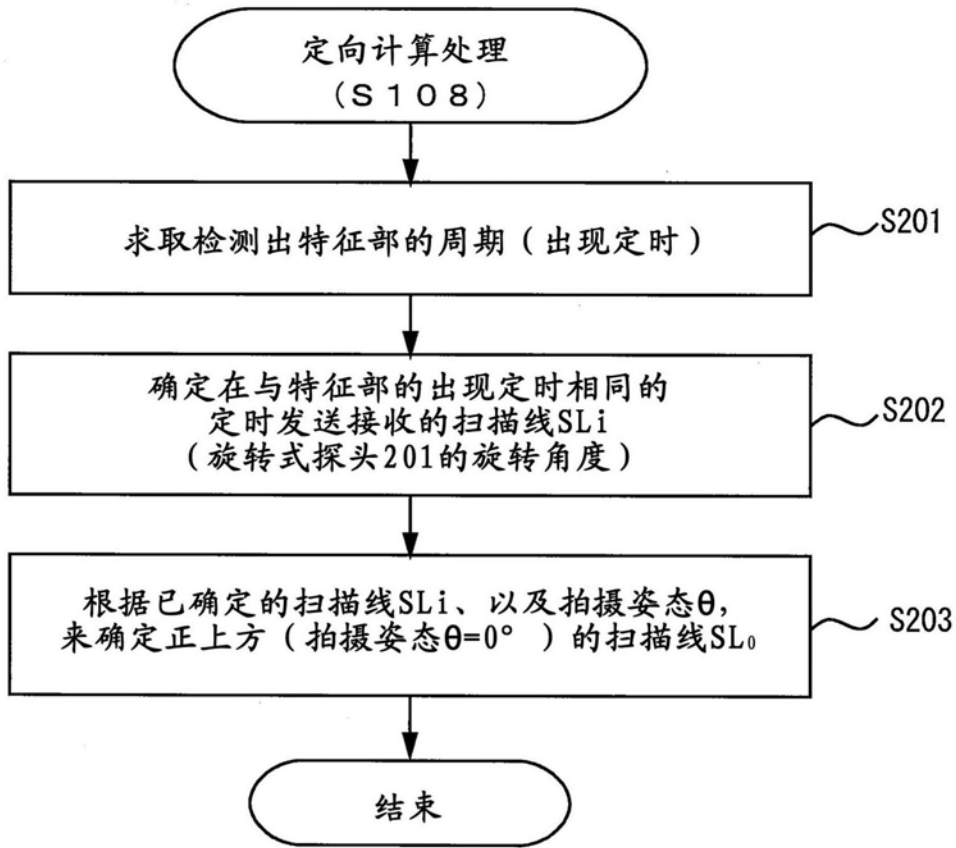 定向计算处理
(S108)
求取检测出特征部的周期(出现定时)
S201
确定在与特征部的出现定时相同的
定时发送接收的扫描线SLi
(旋转式探头201的旋转角度)
S202
根据已确定的扫描线SLi、以及拍摄姿态θ,
来确定正上方(拍摄姿态θ=0°)的扫描线SL₀
S203
结束